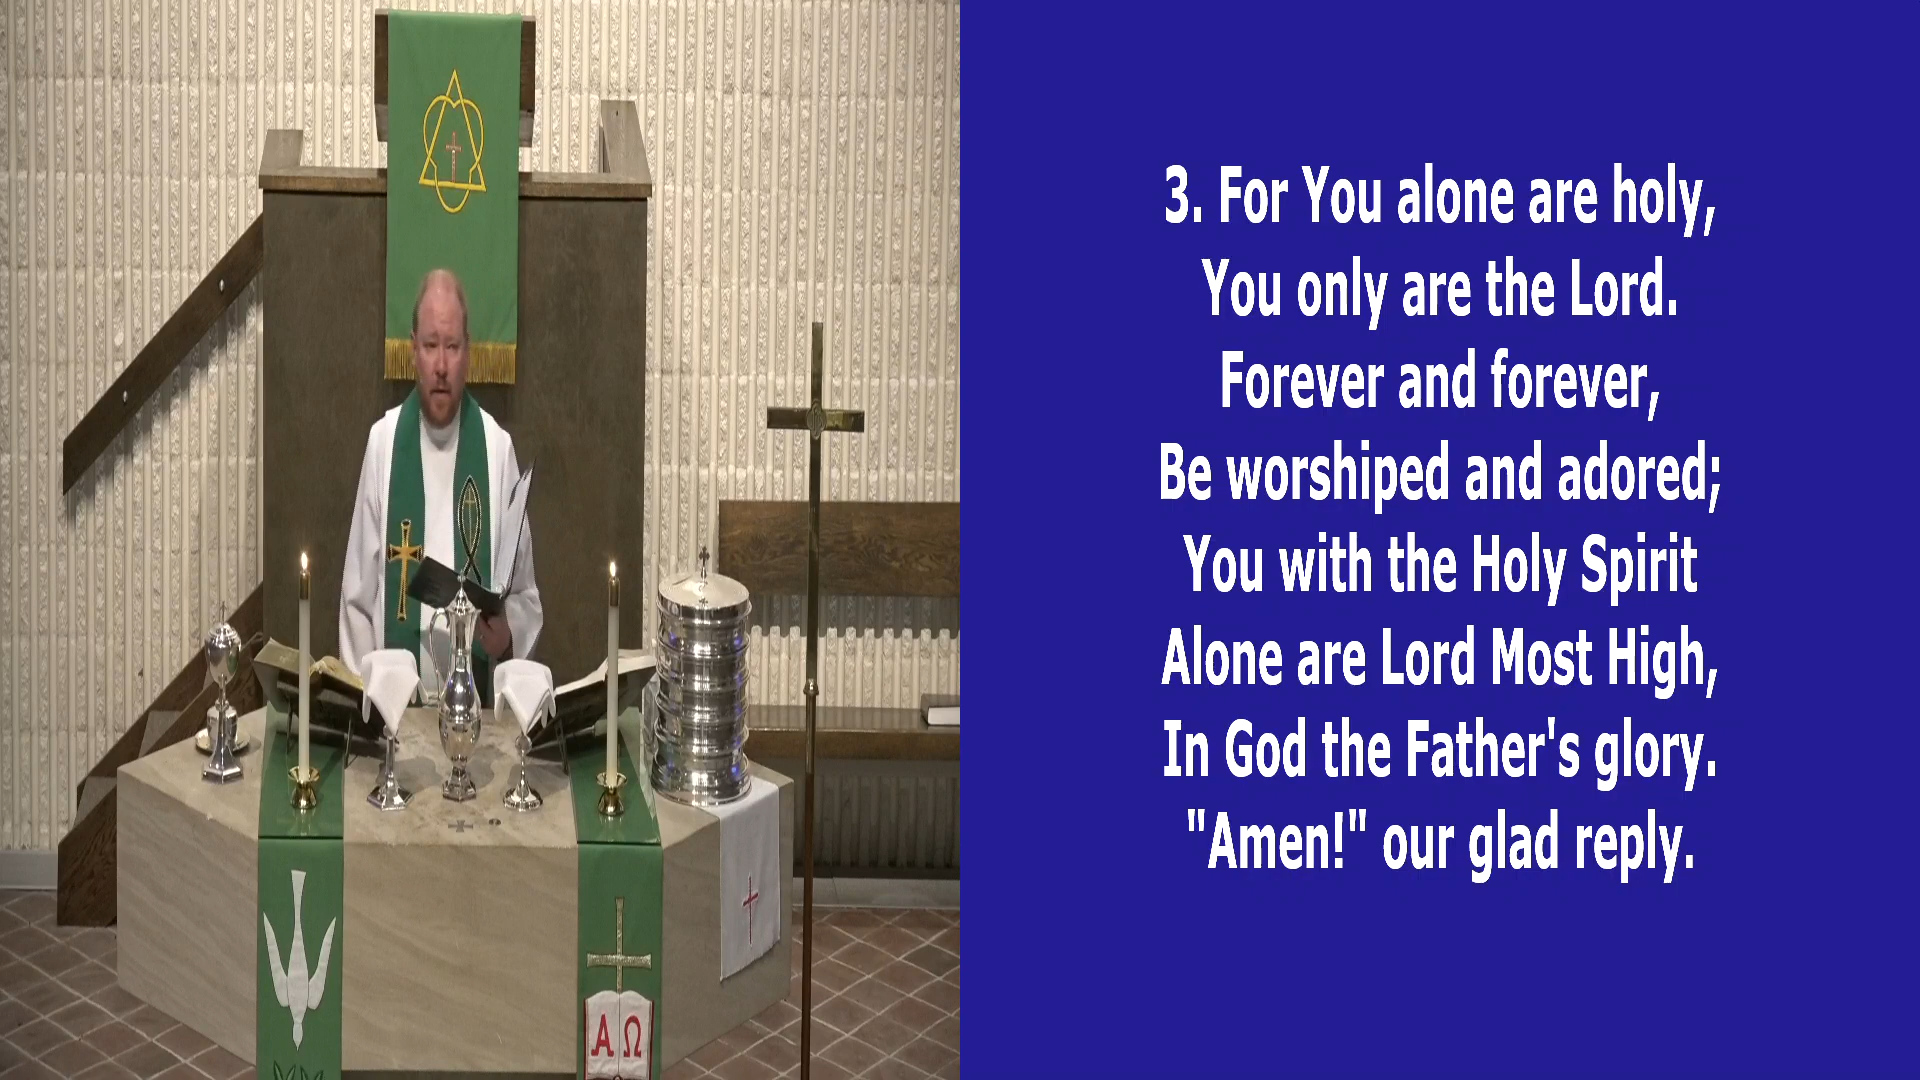 3. For You alone are holy,
You only are the Lord.
Forever and forever,
Be worshiped and adored;
You with the Holy Spirit
Alone are Lord Most High,
In God the Father's glory.
"Amen!" our glad reply.
Α Ω